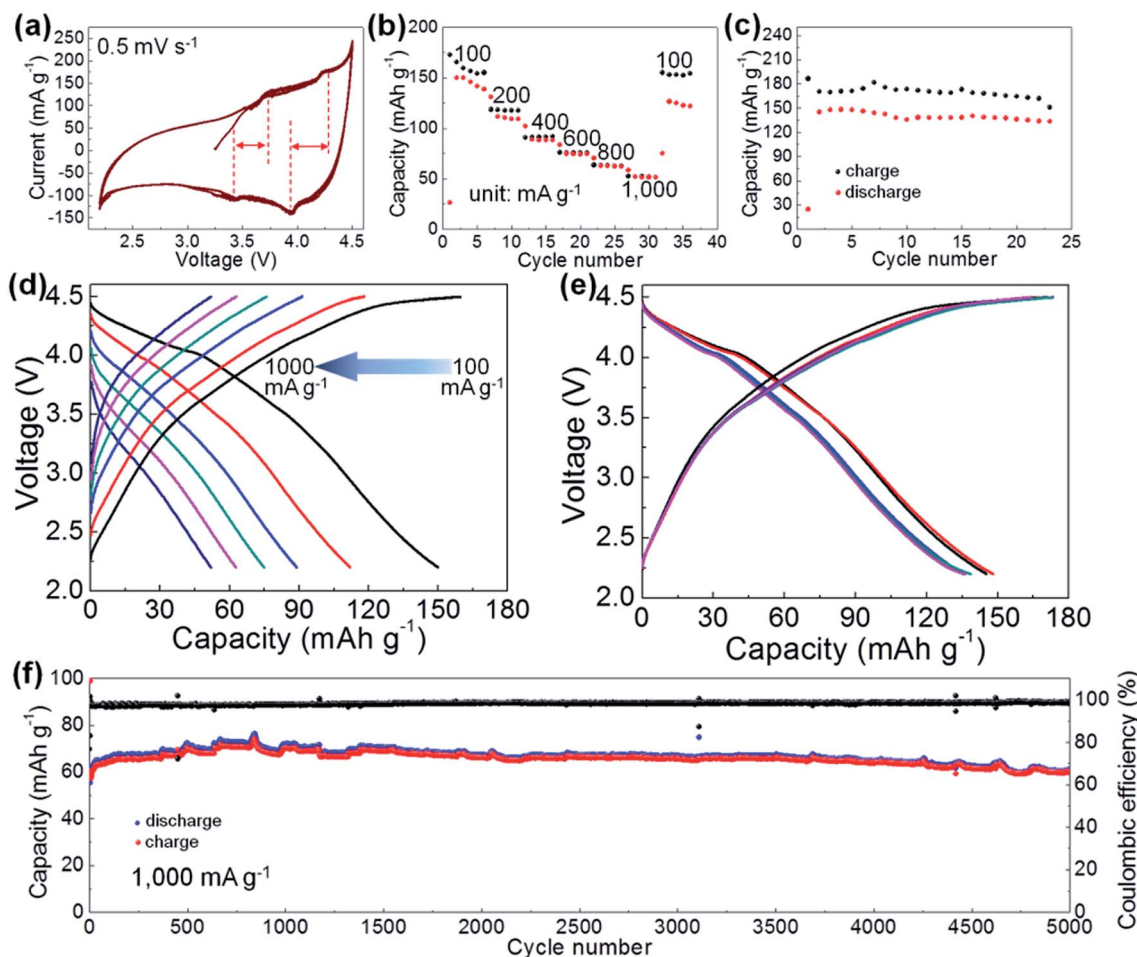 (a)
0.5 mV s⁻¹
Current (mA g⁻¹)
250
200
150
100
50
0
-50
-100
-150
2.5 3.0 3.5 4.0 4.5
Voltage (V)
(b)
Capacity (mAh g⁻¹)
200
150
100
50
0
100
200
400
600
800
1,000
100
unit: mA g⁻¹
0 5 10 15 20 25 30 35 40
Cycle number
(c)
Capacity (mAh g⁻¹)
240
210
180
150
120
90
60
30
0
charge
discharge
0 5 10 15 20 25
Cycle number
(d)
Voltage (V)
4.5
4.0
3.5
3.0
2.5
2.0
1000
mA g⁻¹
100
mA g⁻¹
0 30 60 90 120 150 180
Capacity (mAh g⁻¹)
(e)
Voltage (V)
4.5
4.0
3.5
3.0
2.5
2.0
0 30 60 90 120 150 180
Capacity (mAh g⁻¹)
(f)
Capacity (mAh g⁻¹)
100
80
60
40
20
0
discharge
charge
1,000 mA g⁻¹
100
80
60
40
20
0
Coulombic efficiency (%)
0 500 1000 1500 2000 2500 3000 3500 4000 4500 5000
Cycle number